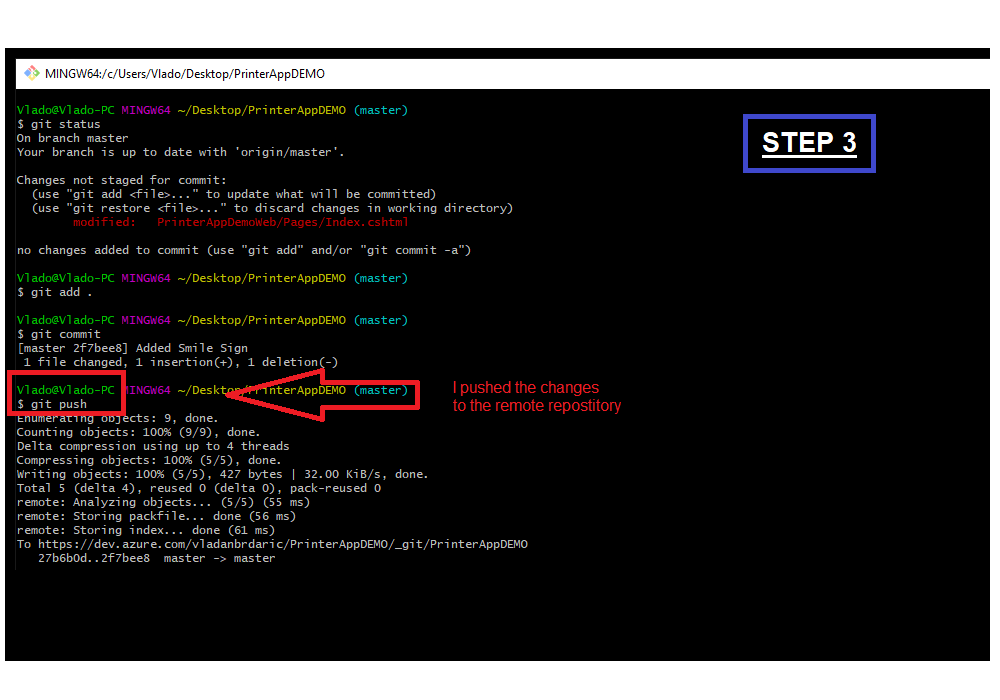 MINGW64:/c/Users/Vlado/Desktop/PrinterAppDEMO
Vlado@Vlado-PC MINGW64 ~/Desktop/PrinterAppDEMO (master)
$ git status
On branch master
Your branch is up to date with 'origin/master'.
STEP 3
Changes not staged for commit:
(use "git add <file>..." to update what will be committed)
(use "git restore <file>..." to discard changes in working directory)
modified: PrinterAppDemoWeb/Pages/Index.cshtml
no changes added to commit (use "git add" and/or "git commit -a")
Vlado@Vlado-PC MINGW64 ~/Desktop/PrinterAppDEMO (master)
$ git add .
Vlado@Vlado-PC MINGW64 ~/Desktop/PrinterAppDEMO (master)
$ git commit
[master 2f7bee8] Added Smile Sign
1 file changed, 1 insertion(+), 1 deletion(-)
Vlado@Vlado-PC MINGW64 ~/Desktop/PrinterAppDEMO (master)
$ git push
I pushed the changes
to the remote repostitory
Enumerating objects: 9, done.
Counting objects: 100% (9/9), done.
Delta compression using up to 4 threads
Compressing objects: 100% (5/5), done.
Writing objects: 100% (5/5), 427 bytes | 32.00 KiB/s, done.
Total 5 (delta 4), reused 0 (delta 0), pack-reused 0
remote: Analyzing objects... (5/5) (55 ms)
remote: Storing packfile... done (56 ms)
remote: Storing index... done (61 ms)
To https://dev.azure.com/vladanbrdaric/PrinterAppDEMO/_git/PrinterAppDEMO
27b6b0d..2f7bee8 master -> master